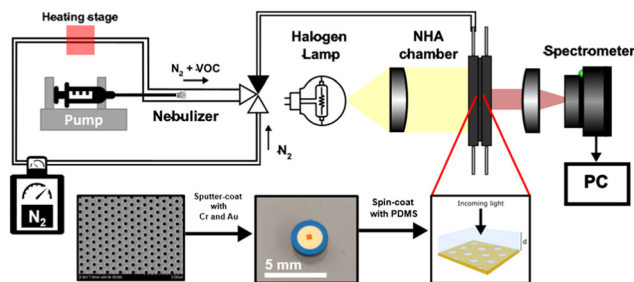 Heating stage
N₂ + VOC
Pump
Nebulizer
.N₂
N₂
Halogen
Lamp
NHA
chamber
Spectrometer
PC
Sputter-coat
with
Cr and Au
5 mm
Spin-coat
with PDMS
Incoming light
d